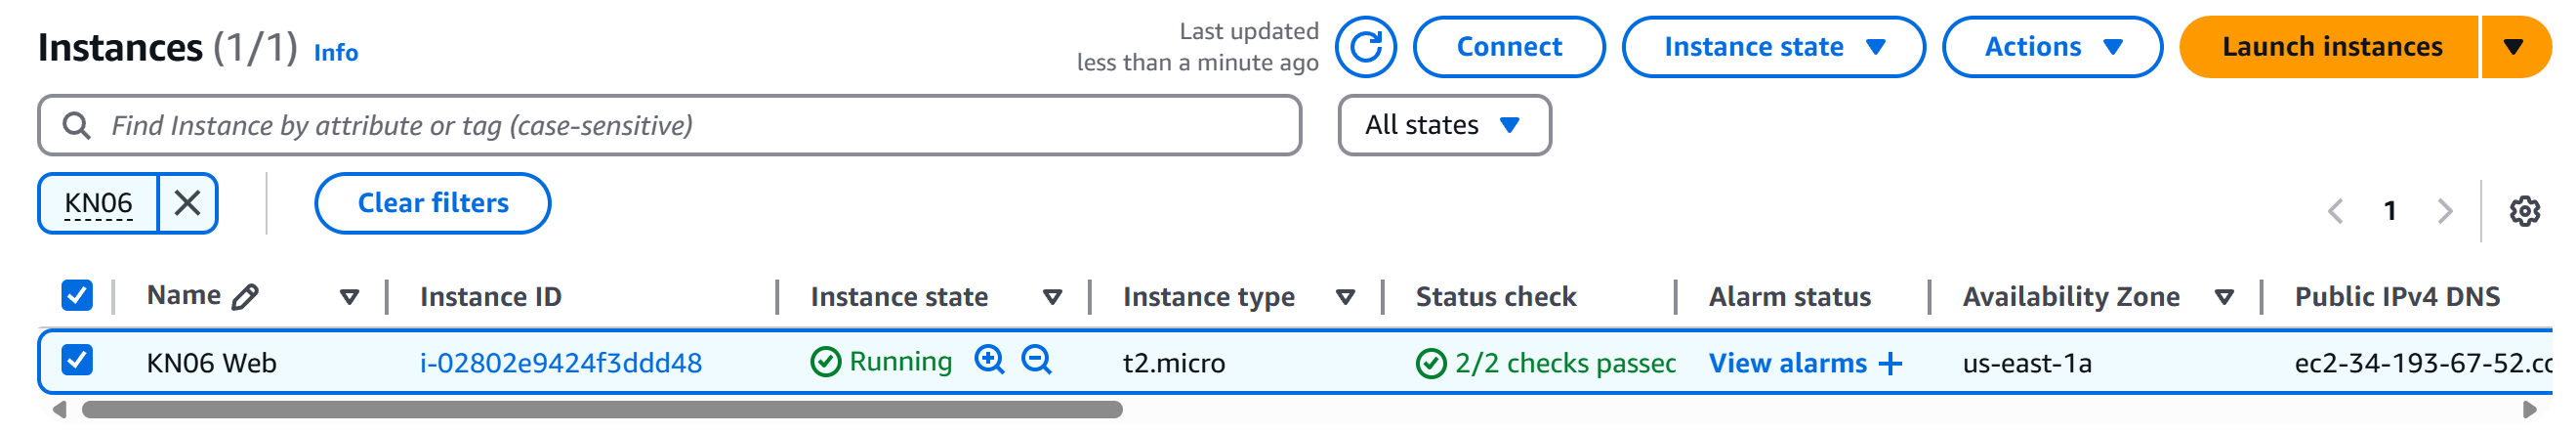 Instances (1/1) Info
Last updated
less than a minute ago
Connect
Instance state
Actions
Launch instances
Find Instance by attribute or tag (case-sensitive)
All states
KN06
Clear filters
1
Name Instance ID Instance state Instance type Status check Alarm status Availability Zone Public IPv4 DNS
KN06 Web i-02802e9424f3ddd48 Running t2.micro 2/2 checks passec View alarms + us-east-1a ec2-34-193-67-52.cc